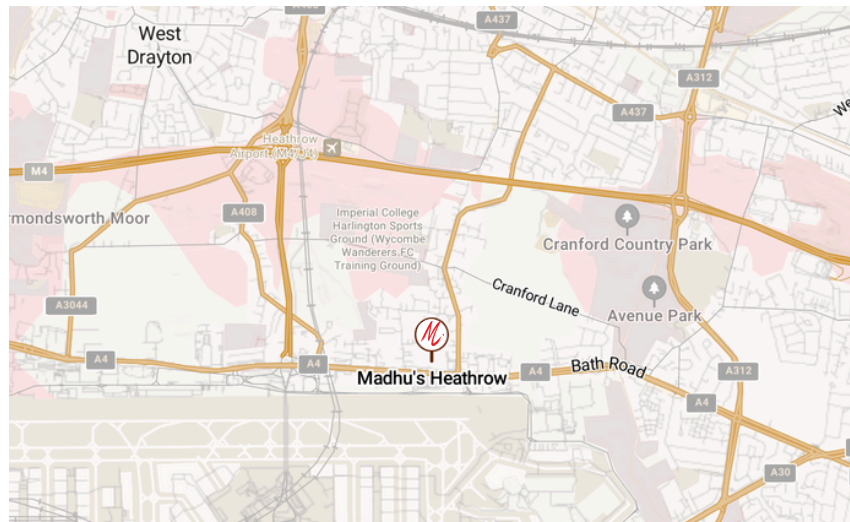 A437
West
Drayton
A312
A437
Heathrow
Airport (M4/J4)
M4
A408
Imperial College
Harlington Sports
Ground (Wycombe
Wanderers FC
Training Ground)
rmondsworth Moor
Cranford Country Park
Cranford Lane
Avenue Park
A3044
M
A4
A4
Madhu's Heathrow
A4
Bath Road
A312
A4
A30